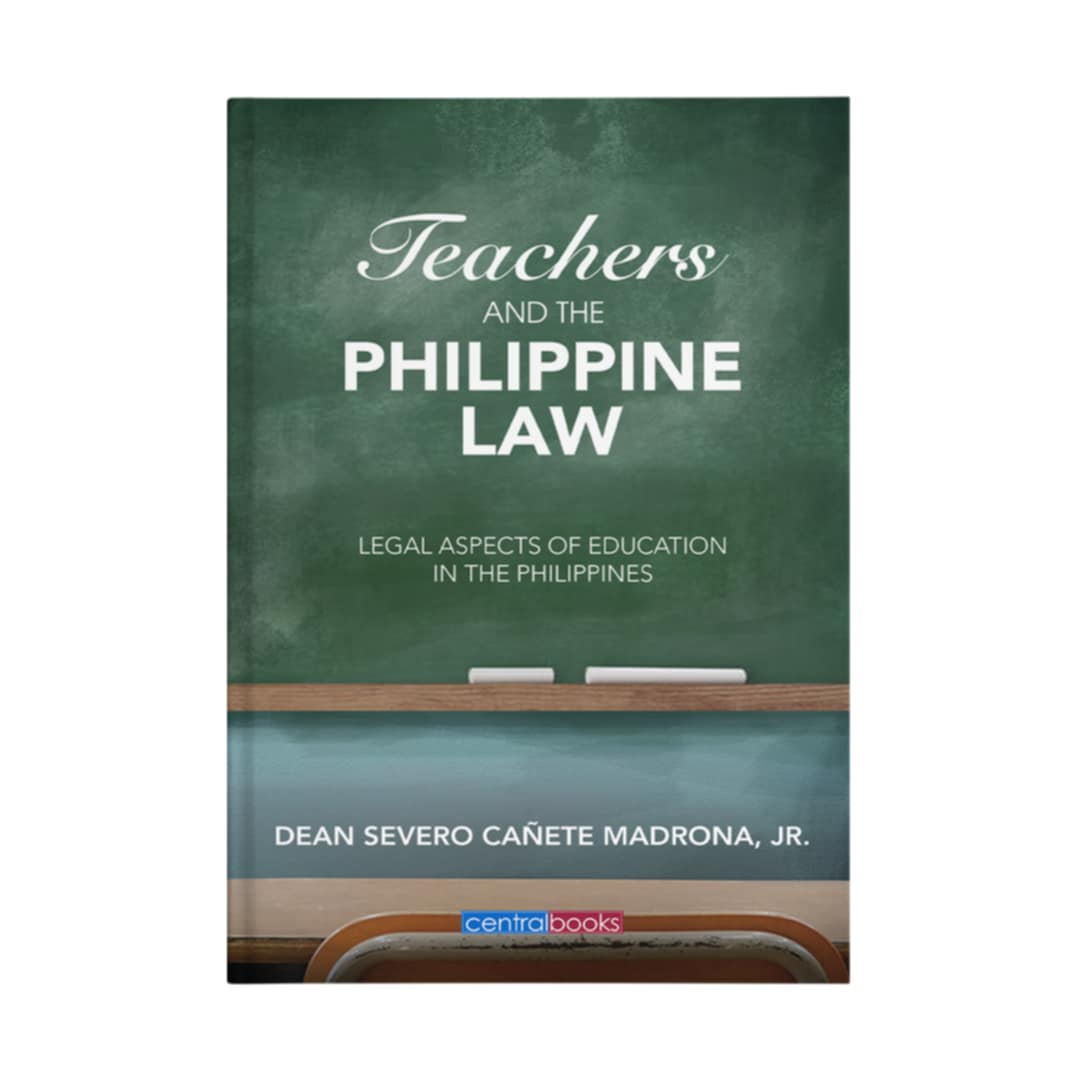 Teachers
AND THE
PHILIPPINE
LAW
LEGAL ASPECTS OF EDUCATION
IN THE PHILIPPINES
DEAN SEVERO CAÑETE MADRONA, JR.
centralbooks